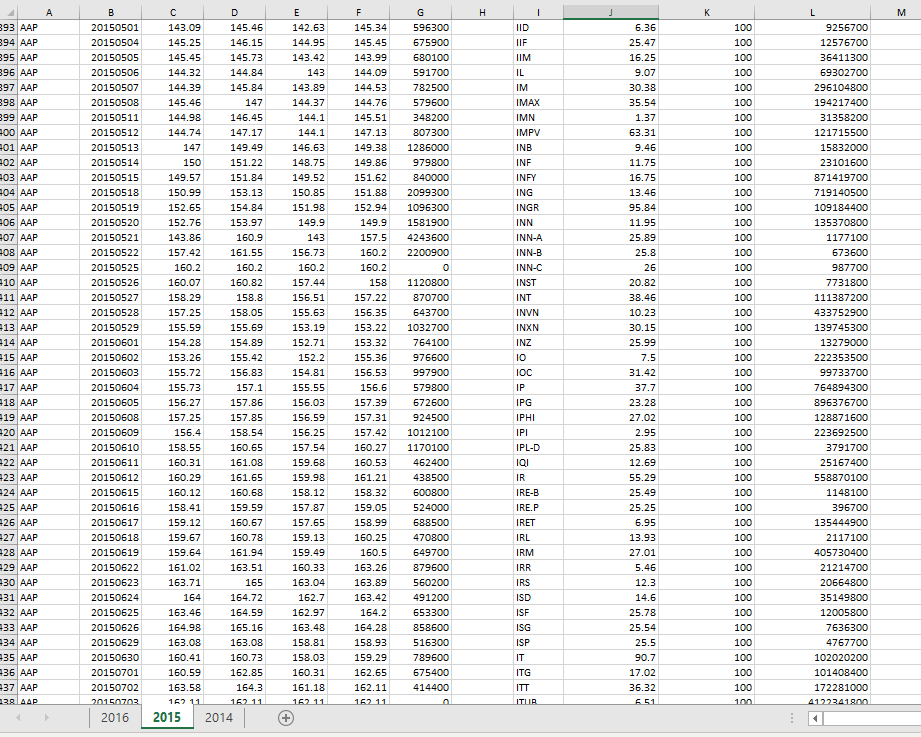 A B C D E F G H I J K L M
393 AAP 20150501 143.09 145.46 142.63 145.34 596300 IID 6.36 100 9256700
394 AAP 20150504 145.25 146.15 144.95 145.45 675900 IIF 25.47 100 12576700
395 AAP 20150505 145.45 145.73 143.42 143.99 680100 IIM 16.25 100 36411300
396 AAP 20150506 144.32 144.84 143 144.09 591700 IL 9.07 100 69302700
397 AAP 20150507 144.39 145.84 143.89 144.53 782500 IM 30.38 100 296104800
398 AAP 20150508 145.46 147 144.37 144.76 579600 IMAX 35.54 100 194217400
399 AAP 20150511 144.98 146.45 144.1 145.51 348200 IMN 1.37 100 31358200
400 AAP 20150512 144.74 147.17 144.1 147.13 807300 IMPV 63.31 100 121715500
401 AAP 20150513 147 149.49 146.63 149.38 1286000 INB 9.46 100 15832000
402 AAP 20150514 150 151.22 148.75 149.86 979800 INF 11.75 100 23101600
403 AAP 20150515 149.57 151.84 149.52 151.62 840000 INFY 16.75 100 871419700
404 AAP 20150518 150.99 153.13 150.85 151.88 2099300 ING 13.46 100 719140500
405 AAP 20150519 152.65 154.84 151.98 152.94 1096300 INGR 95.84 100 109184400
406 AAP 20150520 152.76 153.97 149.9 149.9 1581900 INN 11.95 100 135370800
407 AAP 20150521 143.86 160.9 143 157.5 4243600 INN-A 25.89 100 1177100
408 AAP 20150522 157.42 161.55 156.73 160.2 2200900 INN-B 25.8 100 673600
409 AAP 20150525 160.2 160.2 160.2 160.2 0 INN-C 26 100 987700
410 AAP 20150526 160.07 160.82 157.44 158 1120800 INST 20.82 100 7731800
411 AAP 20150527 158.29 158.8 156.51 157.22 870700 INT 38.46 100 111387200
412 AAP 20150528 157.25 158.05 155.63 156.35 643700 INVN 10.23 100 433752900
413 AAP 20150529 155.59 155.69 153.19 153.22 1032700 INXN 30.15 100 139745300
414 AAP 20150601 154.28 154.89 152.71 153.32 764100 INZ 25.99 100 13279000
415 AAP 20150602 153.26 155.42 152.2 155.36 976600 IO 7.5 100 222353500
416 AAP 20150603 155.72 156.83 154.81 156.53 997900 IOC 31.42 100 99733700
417 AAP 20150604 155.73 157.1 155.55 156.6 579800 IP 37.7 100 764894300
418 AAP 20150605 156.27 157.86 156.03 157.39 672600 IPG 23.28 100 896376700
419 AAP 20150608 157.25 157.85 156.59 157.31 924500 IPHI 27.02 100 128871600
420 AAP 20150609 156.4 158.54 156.25 157.42 1012100 IPI 2.95 100 223692500
421 AAP 20150610 158.55 160.65 157.54 160.27 1170100 IPL-D 25.83 100 3791700
422 AAP 20150611 160.31 161.08 159.68 160.53 462400 IQI 12.69 100 25167400
423 AAP 20150612 160.29 161.65 159.98 161.21 438500 IR 55.29 100 558870100
424 AAP 20150615 160.12 160.68 158.12 158.32 600800 IRE-B 25.49 100 1148100
425 AAP 20150616 158.41 159.59 157.87 159.05 524000 IRE.P 25.25 100 396700
426 AAP 20150617 159.12 160.67 157.65 158.99 688500 IRET 6.95 100 135444900
427 AAP 20150618 159.67 160.78 159.13 160.25 470800 IRL 13.93 100 2117100
428 AAP 20150619 159.64 161.94 159.49 160.5 649700 IRM 27.01 100 405730400
429 AAP 20150622 161.02 163.51 160.33 163.26 879600 IRR 5.46 100 21214700
430 AAP 20150623 163.71 165 163.04 163.89 560200 IRS 12.3 100 20664800
431 AAP 20150624 164 164.72 162.7 163.42 491200 ISD 14.6 100 35149800
432 AAP 20150625 163.46 164.59 162.97 164.2 653300 ISF 25.78 100 12005800
433 AAP 20150626 164.98 165.16 163.48 164.28 858600 ISG 25.54 100 7636300
434 AAP 20150629 163.08 163.08 158.81 158.93 516300 ISP 25.5 100 4767700
435 AAP 20150630 160.41 160.73 158.03 159.29 789600 IT 90.7 100 102020200
436 AAP 20150701 160.59 162.85 160.31 162.65 675400 ITG 17.02 100 101408400
437 AAP 20150702 163.58 164.3 161.18 162.11 414400 ITT 36.32 100 172281000
438 AAP 20150703 162.11 162.11 162.11 162.11 0 ITUB 6.51 100 4122341800
2016 2015 2014